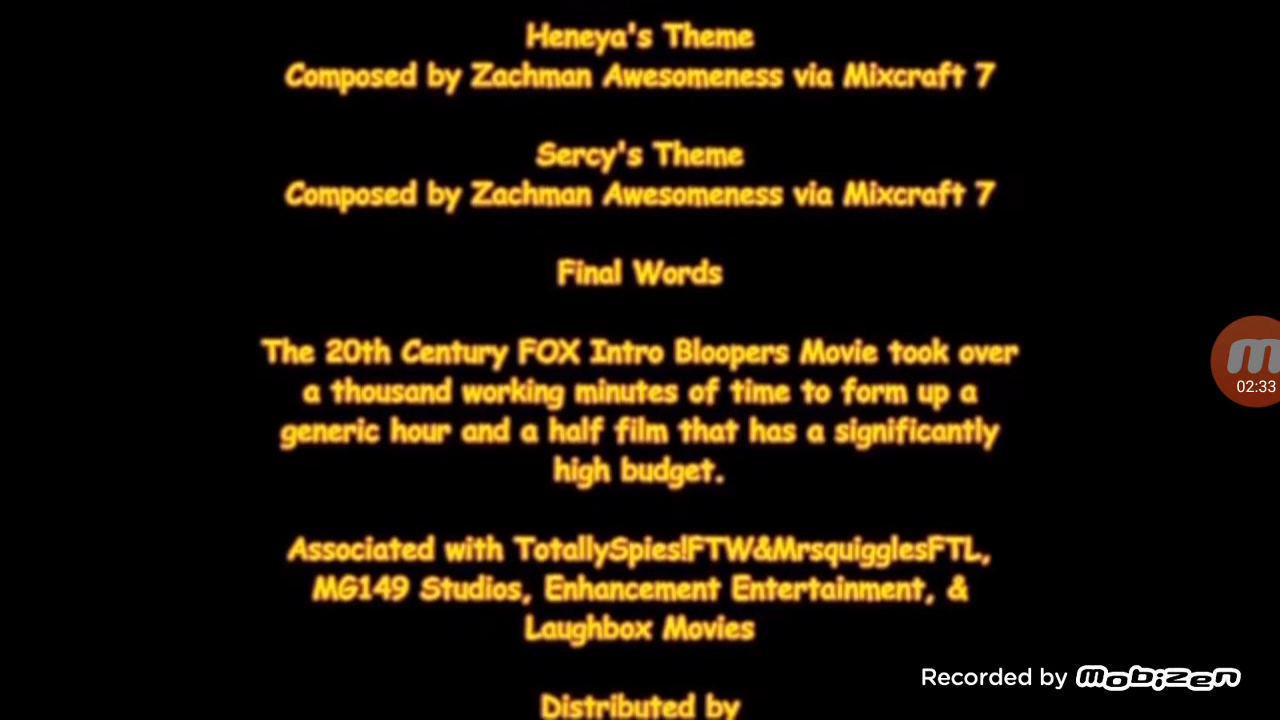 Heneya's Theme
Composed by Zachman Awesomeness via Mixcraft 7
Sercy's Theme
Composed by Zachman Awesomeness via Mixcraft 7
Final Words
The 20th Century FOX Intro Bloopers Movie took over
a thousand working minutes of time to form up a
generic hour and a half film that has a significantly
high budget.
Associated with TotallySpies!FTW&MrsquigglesFTL,
MG149 Studios, Enhancement Entertainment, &
Laughbox Movies
Distributed by
02:33
Recorded by Mobizen